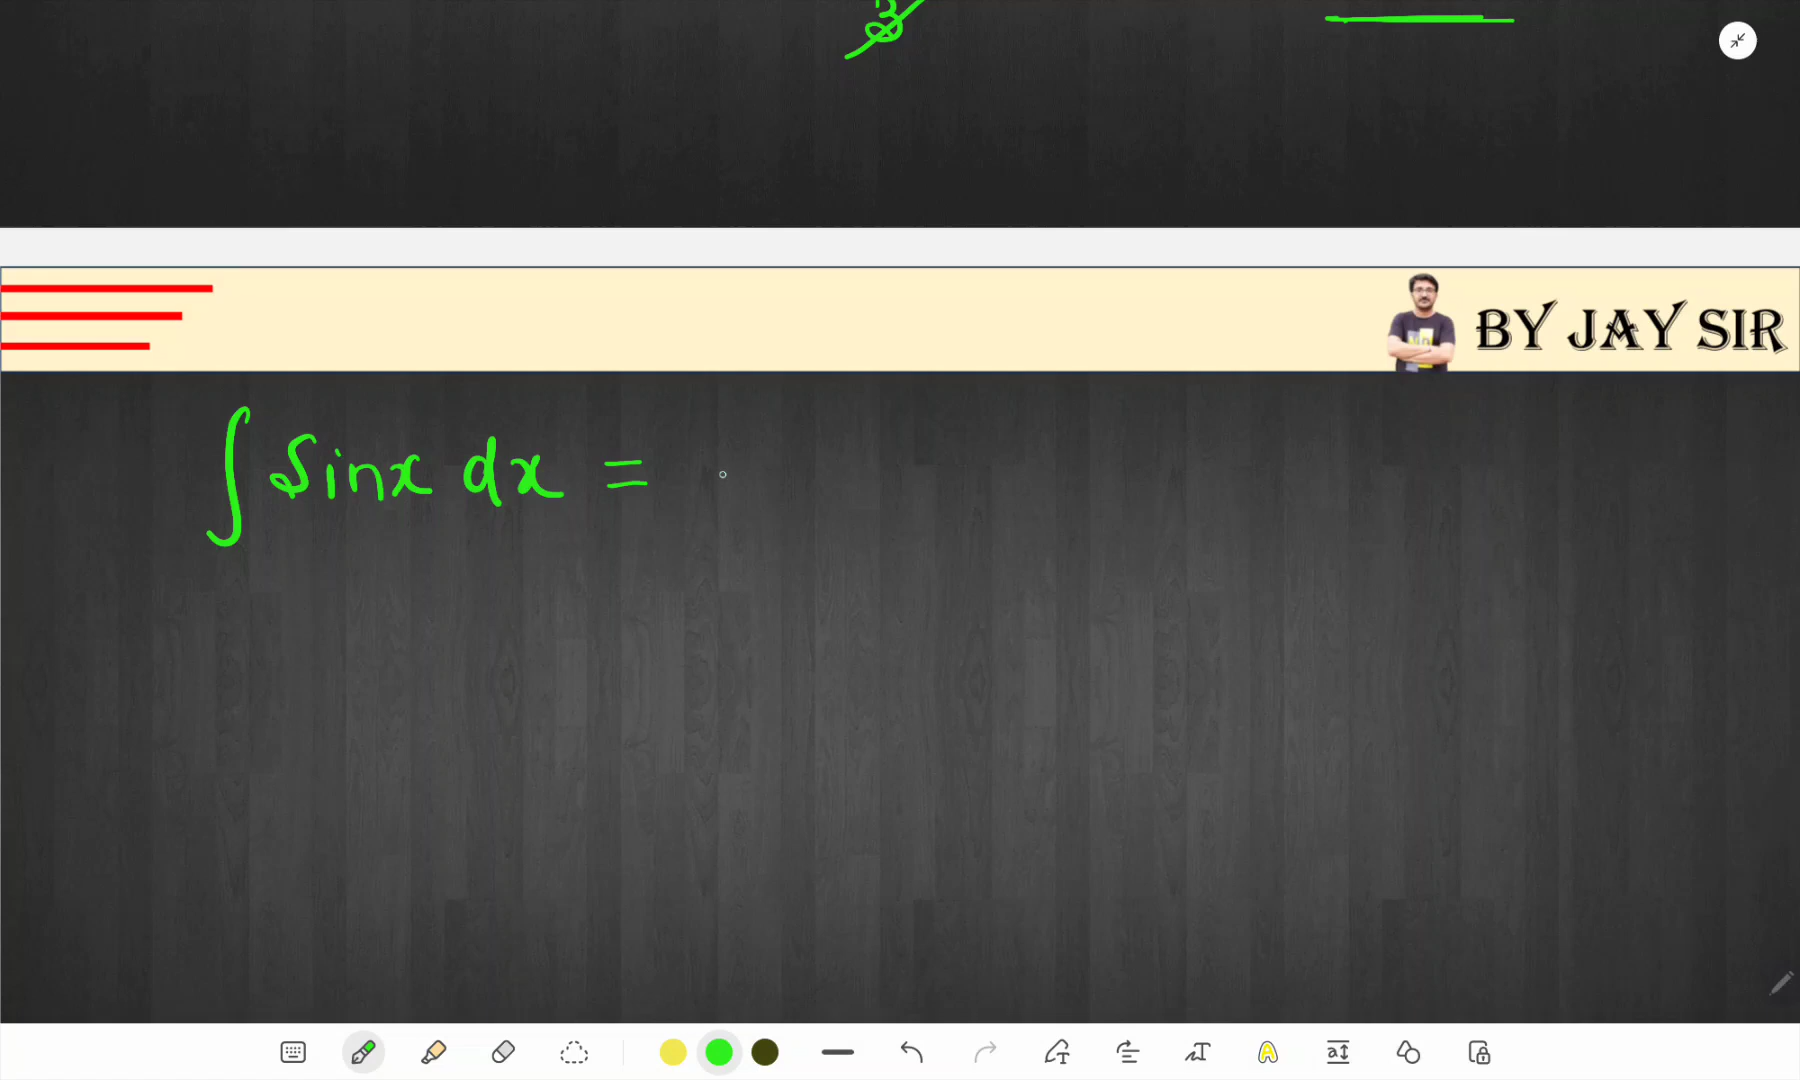 BY JAY SIR
∫ Sinx dx =